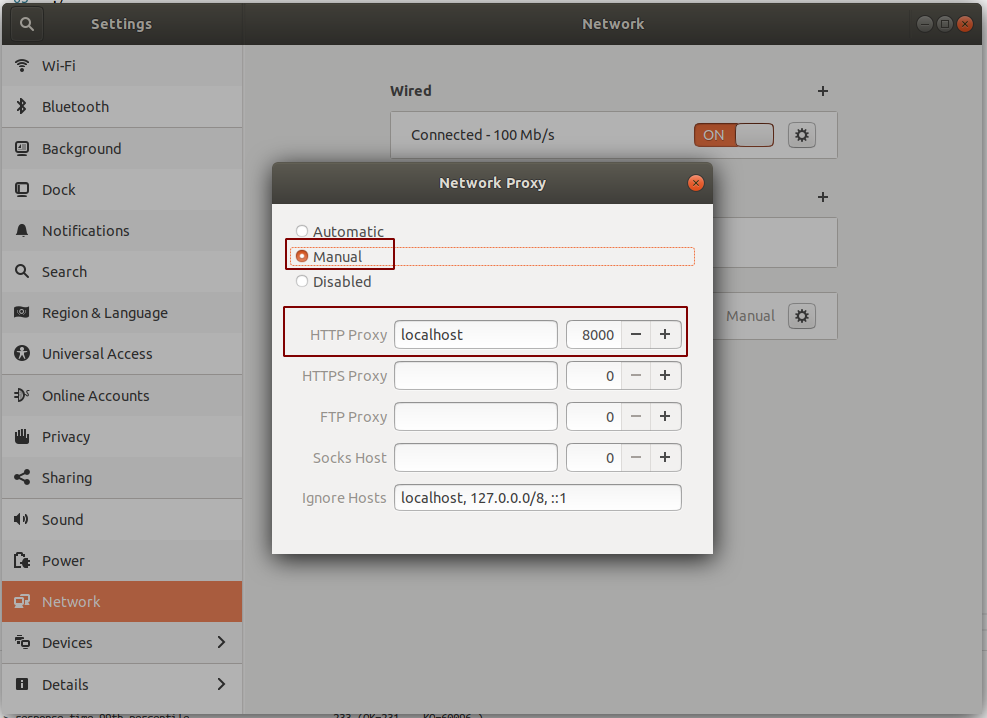 Settings
Network
Wi-Fi
Bluetooth
Background
Dock
Notifications
Search
Region & Language
Universal Access
Online Accounts
Privacy
Sharing
Sound
Power
Network
Devices
Details
Wired
Connected - 100 Mb/s
ON
Manual
Network Proxy
Automatic
Manual
Disabled
HTTP Proxy localhost 8000
HTTPS Proxy 0
FTP Proxy 0
Socks Host 0
Ignore Hosts localhost, 127.0.0.0/8, ::1